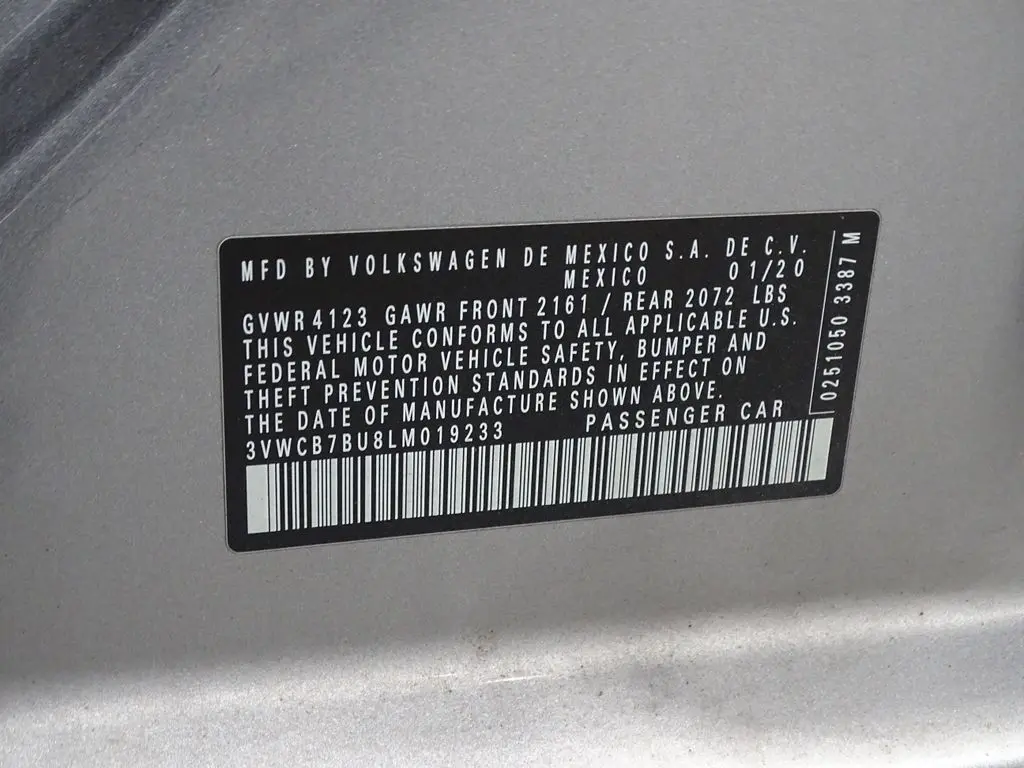 MFD BY VOLKSWAGEN DE MEXICO S.A. DE C.V.
MEXICO 01/20
GVWR 4123 GAWR FRONT 2161 / REAR 2072 LBS
THIS VEHICLE CONFORMS TO ALL APPLICABLE U.S.
FEDERAL MOTOR VEHICLE SAFETY, BUMPER AND
THEFT PREVENTION STANDARDS IN EFFECT ON
THE DATE OF MANUFACTURE SHOWN ABOVE.
3VWCB7BU8LM019233 PASSENGER CAR
0251050 3387 M